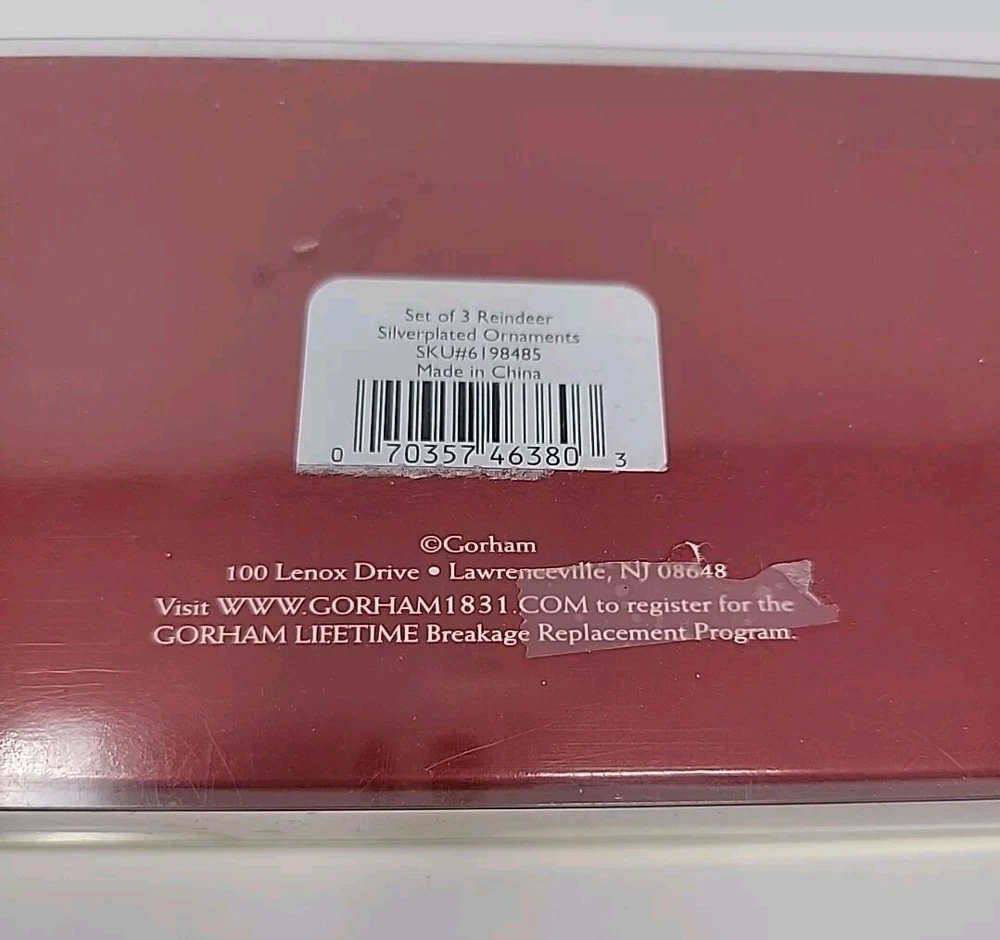 Set of 3 Reindeer
Silverplated Ornaments
SKU#6198485
Made in China
0 70357 46380 3
©Gorham
100 Lenox Drive • Lawrenceville, NJ 08648
Visit WWW.GORHAM1831.COM to register for the
GORHAM LIFETIME Breakage Replacement Program.